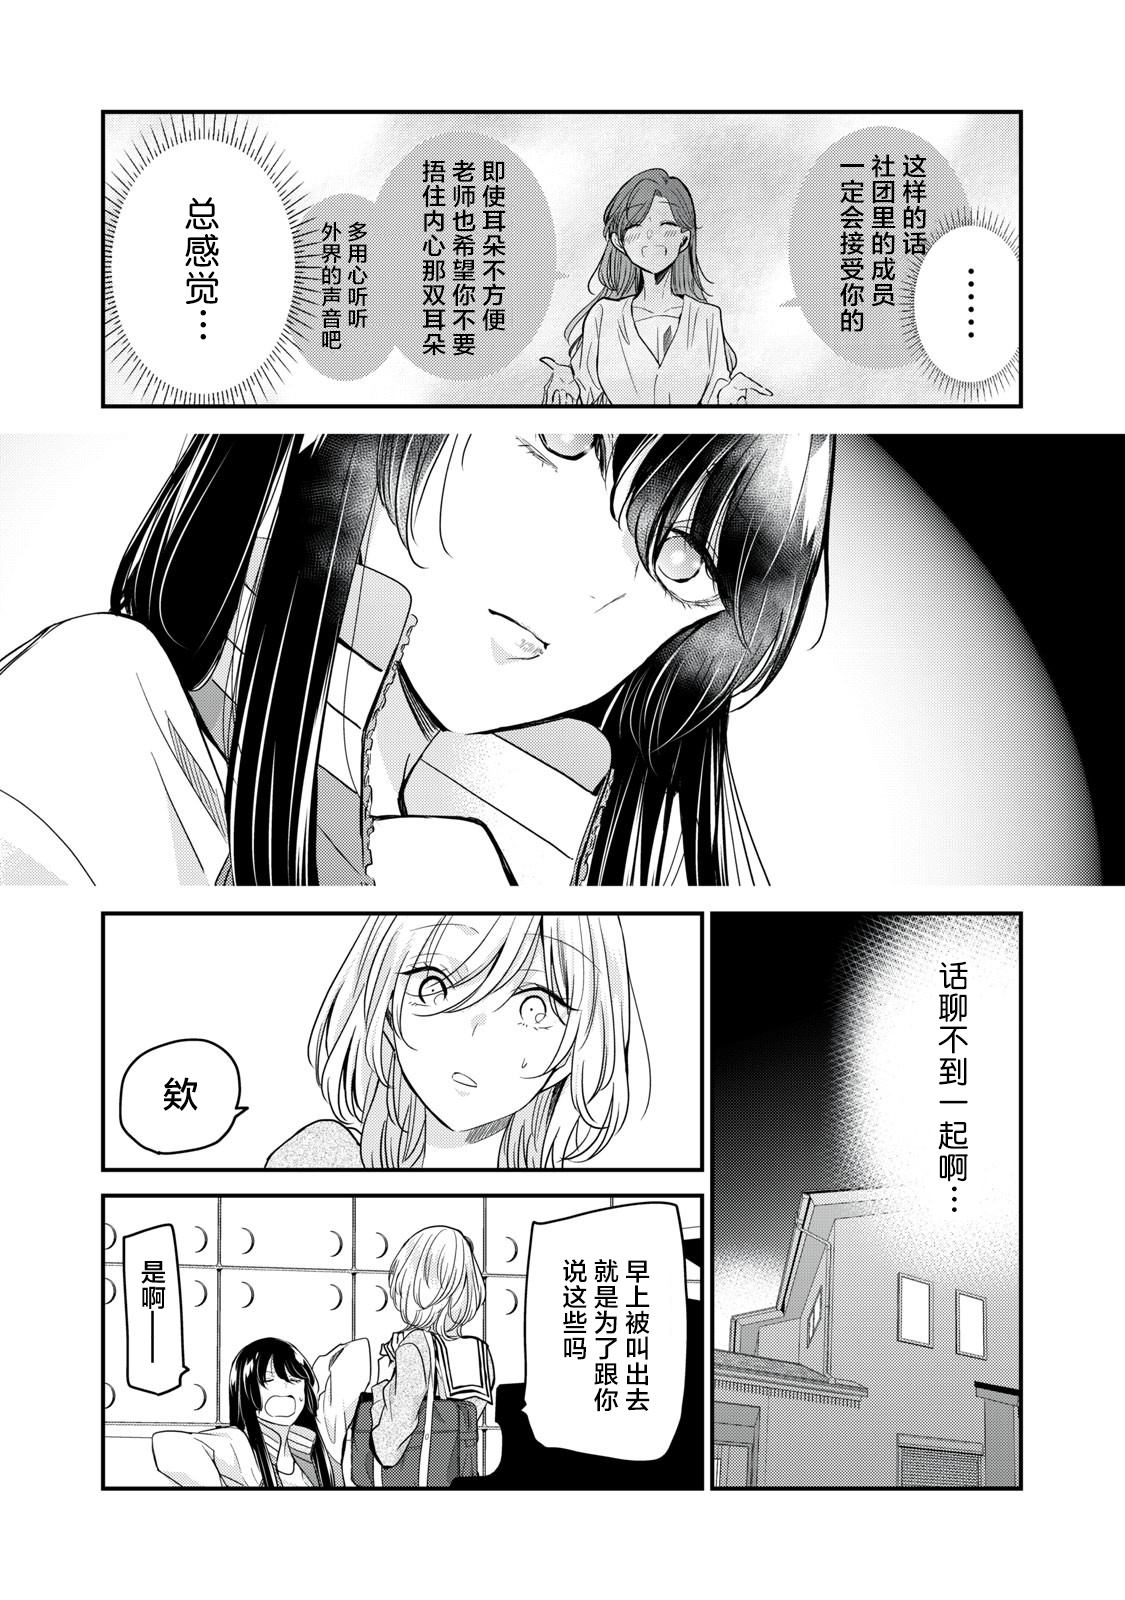 ………
这样的话
社团里的成员
一定会接受你的
即使耳朵不方便
老师也希望你不要
捂住内心那双耳朵
多用心听听
外界的声音吧
总感觉…
话聊不到一起啊…
欸
早上被叫出去
就是为了跟你
说这些吗
是啊——